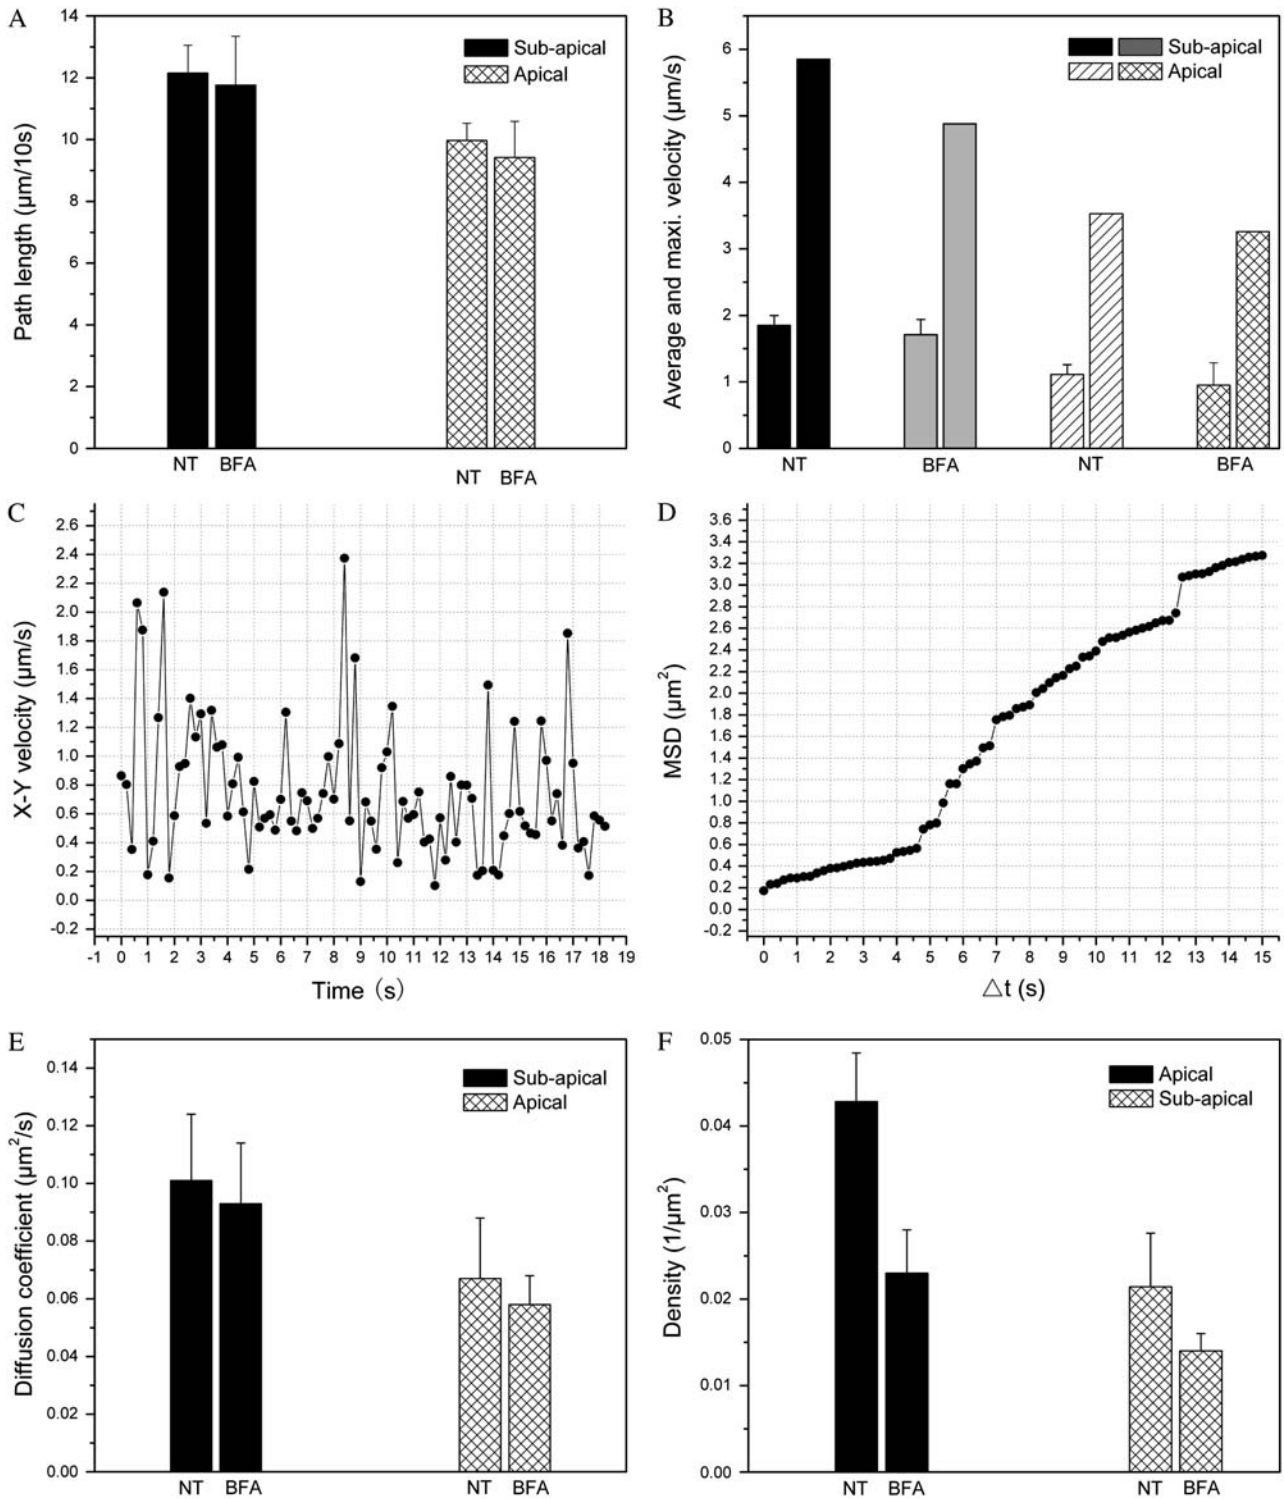 A
Path length (µm/10s)
14
12
10
8
6
4
2
0
Sub-apical
Apical
NT BFA
NT BFA
B
Average and maxi. velocity (µm/s)
6
5
4
3
2
1
0
Sub-apical
Apical
NT BFA NT BFA
C
X-Y velocity (µm/s)
2.6
2.4
2.2
2.0
1.8
1.6
1.4
1.2
1.0
0.8
0.6
0.4
0.2
0.0
-0.2
-1 0 1 2 3 4 5 6 7 8 9 10 11 12 13 14 15 16 17 18 19
Time (s)
D
MSD (µm²)
3.6
3.4
3.2
3.0
2.8
2.6
2.4
2.2
2.0
1.8
1.6
1.4
1.2
1.0
0.8
0.6
0.4
0.2
0.0
-0.2
0 1 2 3 4 5 6 7 8 9 10 11 12 13 14 15
△t (s)
E
Diffusion coefficient (µm²/s)
0.14
0.12
0.10
0.08
0.06
0.04
0.02
0.00
Sub-apical
Apical
NT BFA NT BFA
F
Density (1/µm²)
0.05
0.04
0.03
0.02
0.01
0.00
Apical
Sub-apical
NT BFA NT BFA